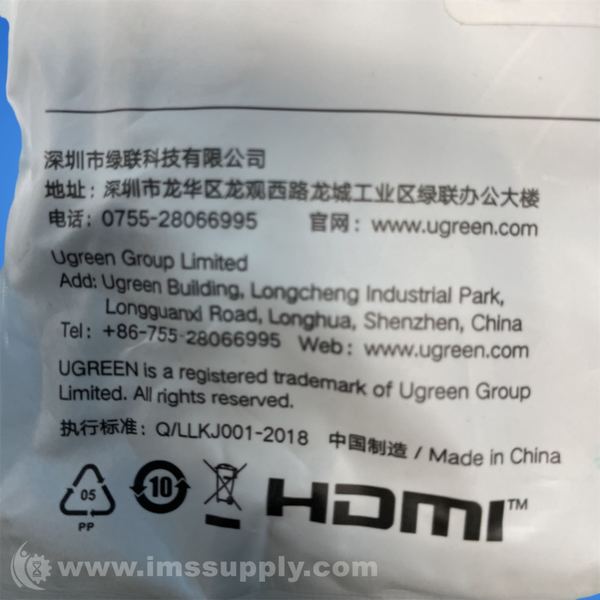 深圳市绿联科技有限公司
地址：深圳市龙华区龙观西路龙城工业区绿联办公大楼
电话：0755-28066995 官网：www.ugreen.com
Ugreen Group Limited
Add: Ugreen Building, Longcheng Industrial Park,
Longguanxi Road, Longhua, Shenzhen, China
Tel: +86-755-28066995 Web: www.ugreen.com
UGREEN is a registered trademark of Ugreen Group
Limited. All rights reserved.
执行标准：Q/LLKJ001-2018 中国制造 / Made in China
05
PP
10
HDMI™
www.imssupply.com